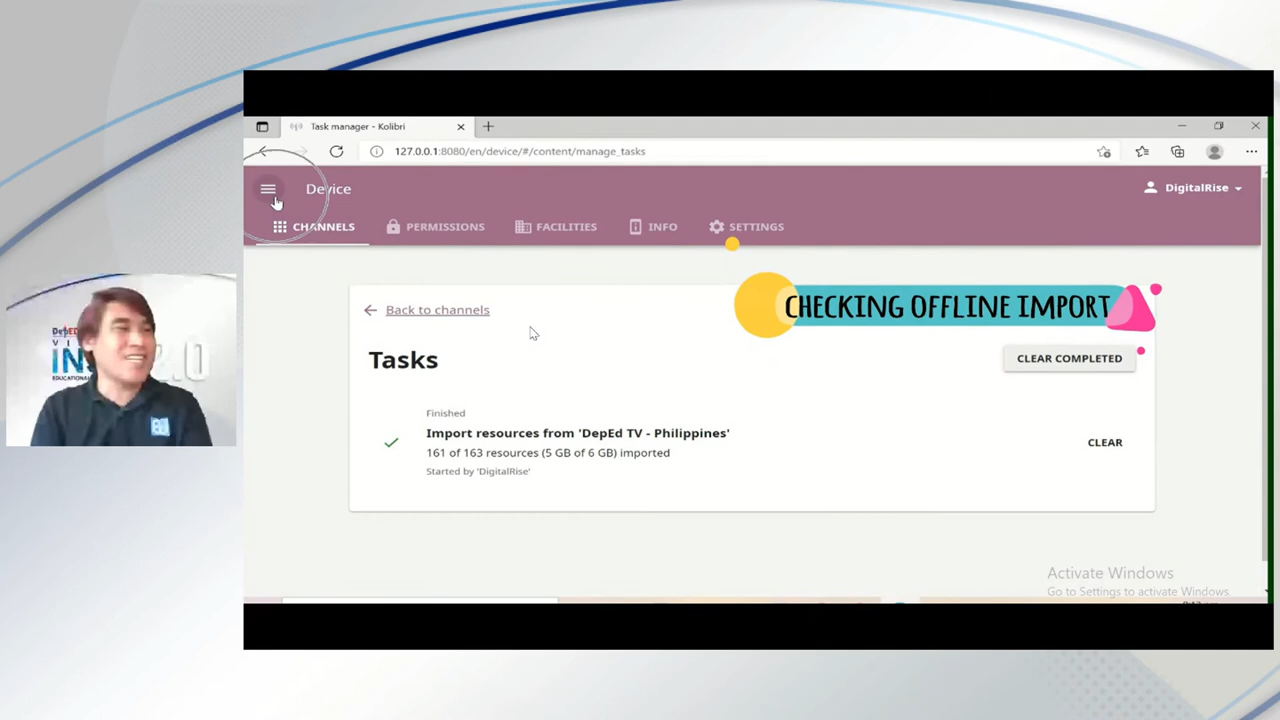 Task manager - Kolibri
127.0.0.1:8080/en/device/#/content/manage_tasks
Device
DigitalRise
CHANNELS
PERMISSIONS
FACILITIES
INFO
SETTINGS
CHECKING OFFLINE IMPORT
Back to channels
Tasks
CLEAR COMPLETED
Finished
Import resources from 'DepEd TV - Philippines'
161 of 163 resources (5 GB of 6 GB) imported
Started by 'DigitalRise'
CLEAR
Activate Windows
Go to Settings to activate Windows.
DepED
EDUCATIONAL